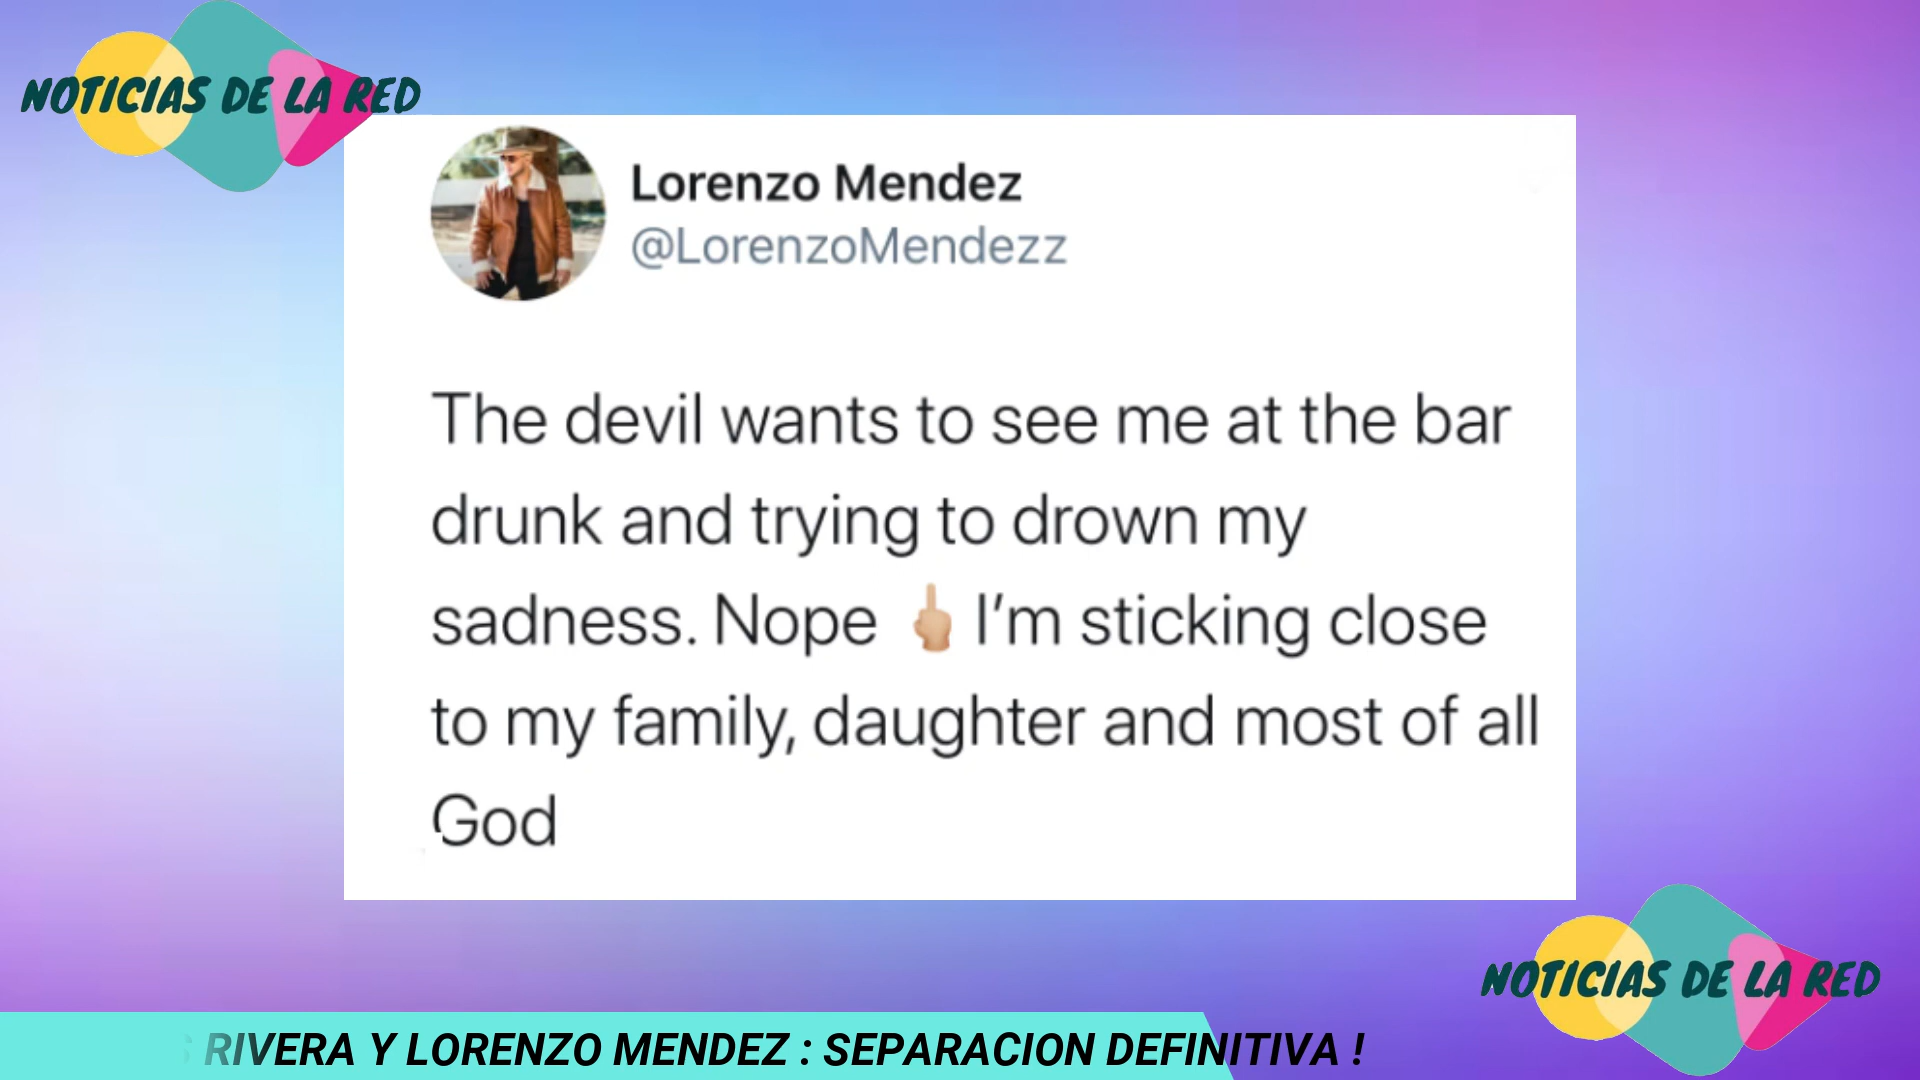 NOTICIAS DE LA RED
Lorenzo Mendez
@LorenzoMendezz
The devil wants to see me at the bar
drunk and trying to drown my
sadness. Nope 🖕🏼 I’m sticking close
to my family, daughter and most of all
God
NOTICIAS DE LA RED
RIVERA Y LORENZO MENDEZ : SEPARACION DEFINITIVA !